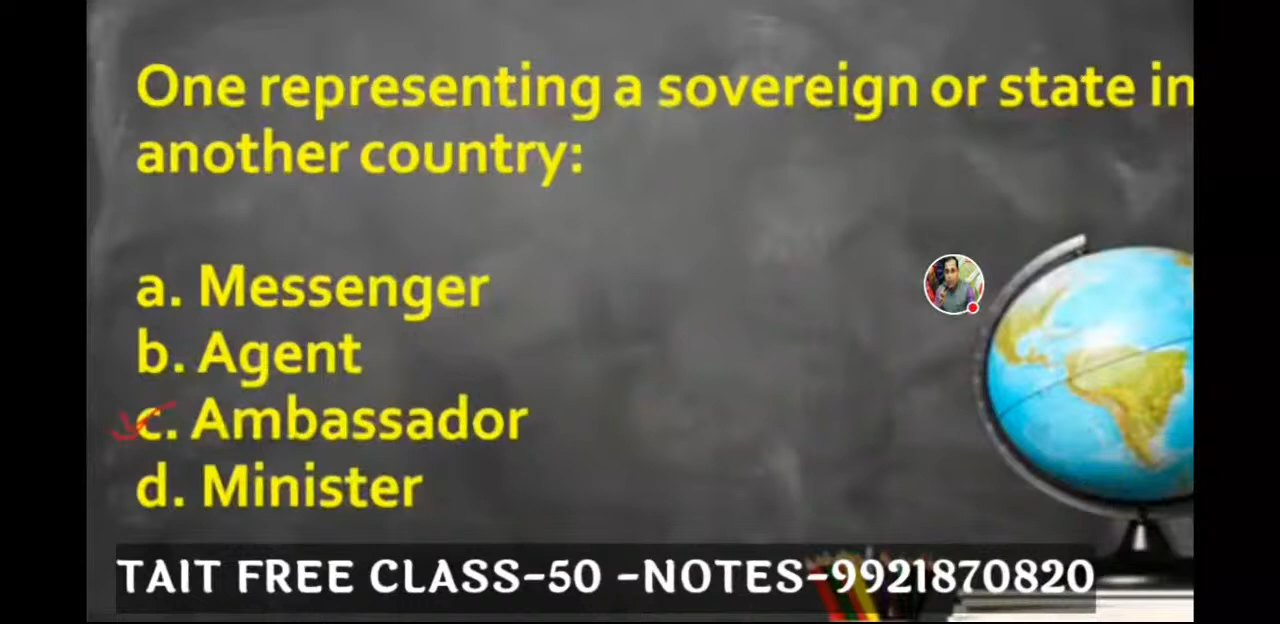 One representing a sovereign or state in
another country:
a. Messenger
b. Agent
c. Ambassador
d. Minister
TAIT FREE CLASS-50 -NOTES-9921870820